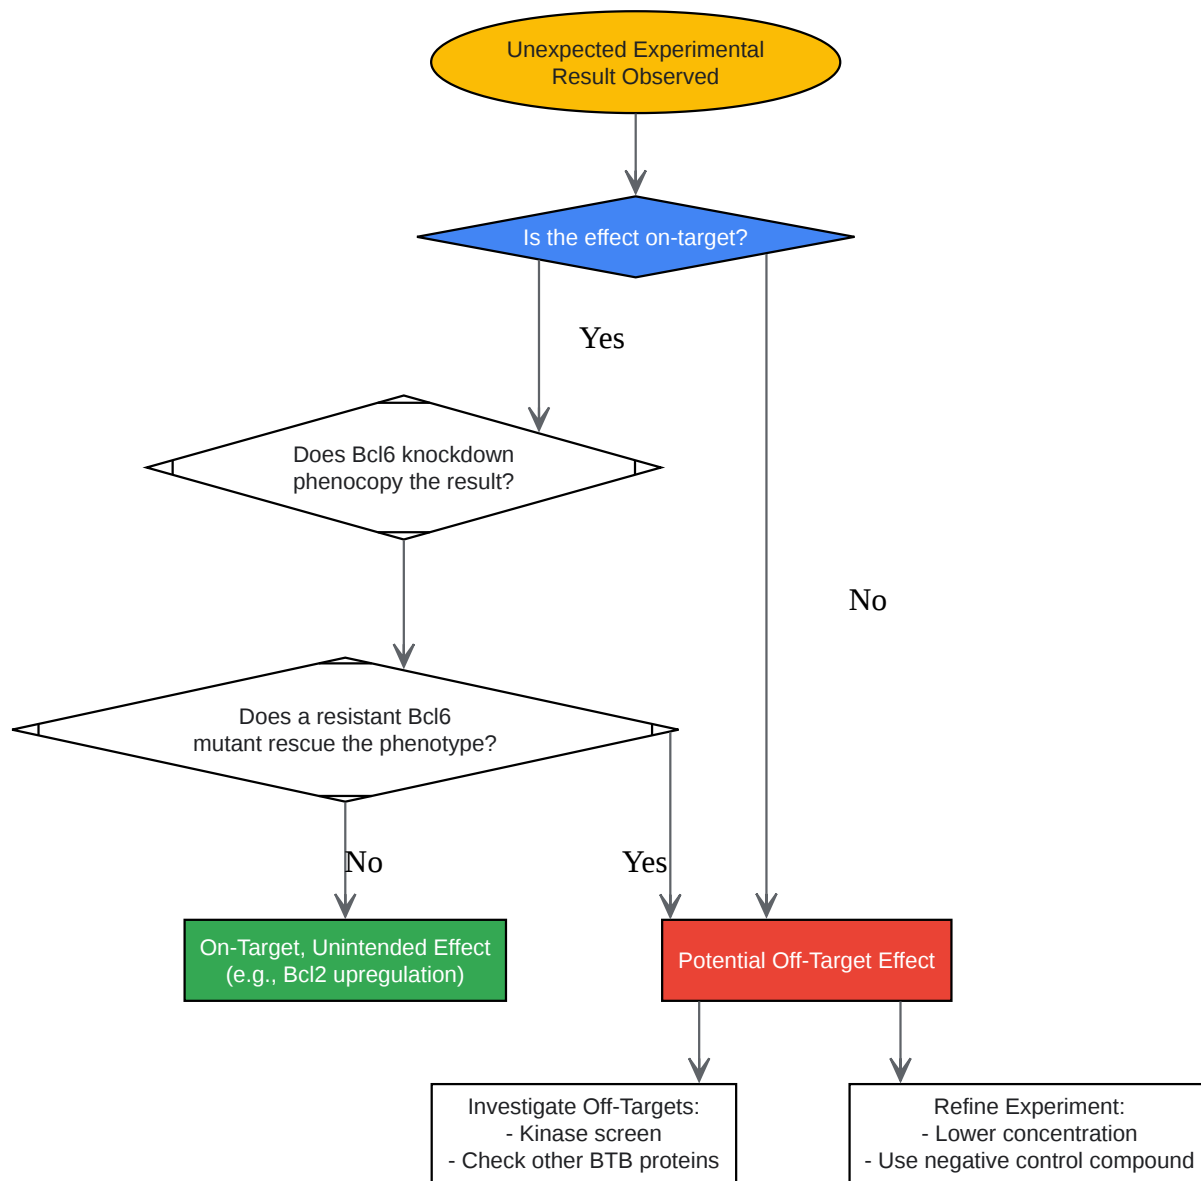 Unexpected Experimental
Result Observed
Is the effect on-target?
Yes
Does Bcl6 knockdown
phenocopy the result?
No
Does a resistant Bcl6
mutant rescue the phenotype?
No
Yes
On-Target, Unintended Effect
(e.g., Bcl2 upregulation)
Potential Off-Target Effect
Investigate Off-Targets:
- Kinase screen
- Check other BTB proteins
Refine Experiment:
- Lower concentration
- Use negative control compound